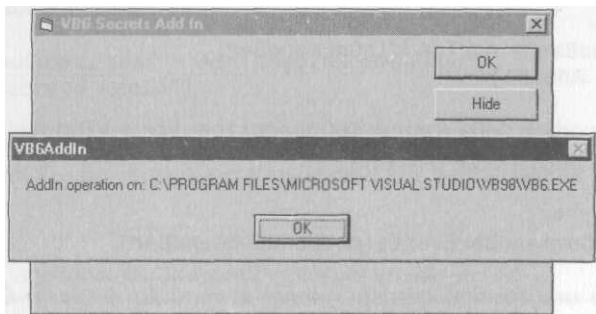 VB6 Secrets Add In
OK
Hide
VB6AddIn
AddIn operation on: C:\PROGRAM FILES\MICROSOFT VISUAL STUDIO\VB98\VB6.EXE
OK